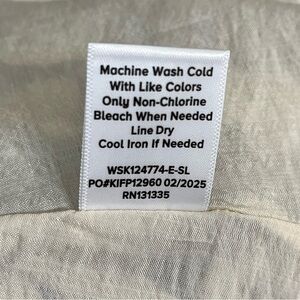 Machine Wash Cold
With Like Colors
Only Non-Chlorine
Bleach When Needed
Line Dry
Cool Iron If Needed
WSK124774-E-SL
PO#KIFP12960 02/2025
RN131335